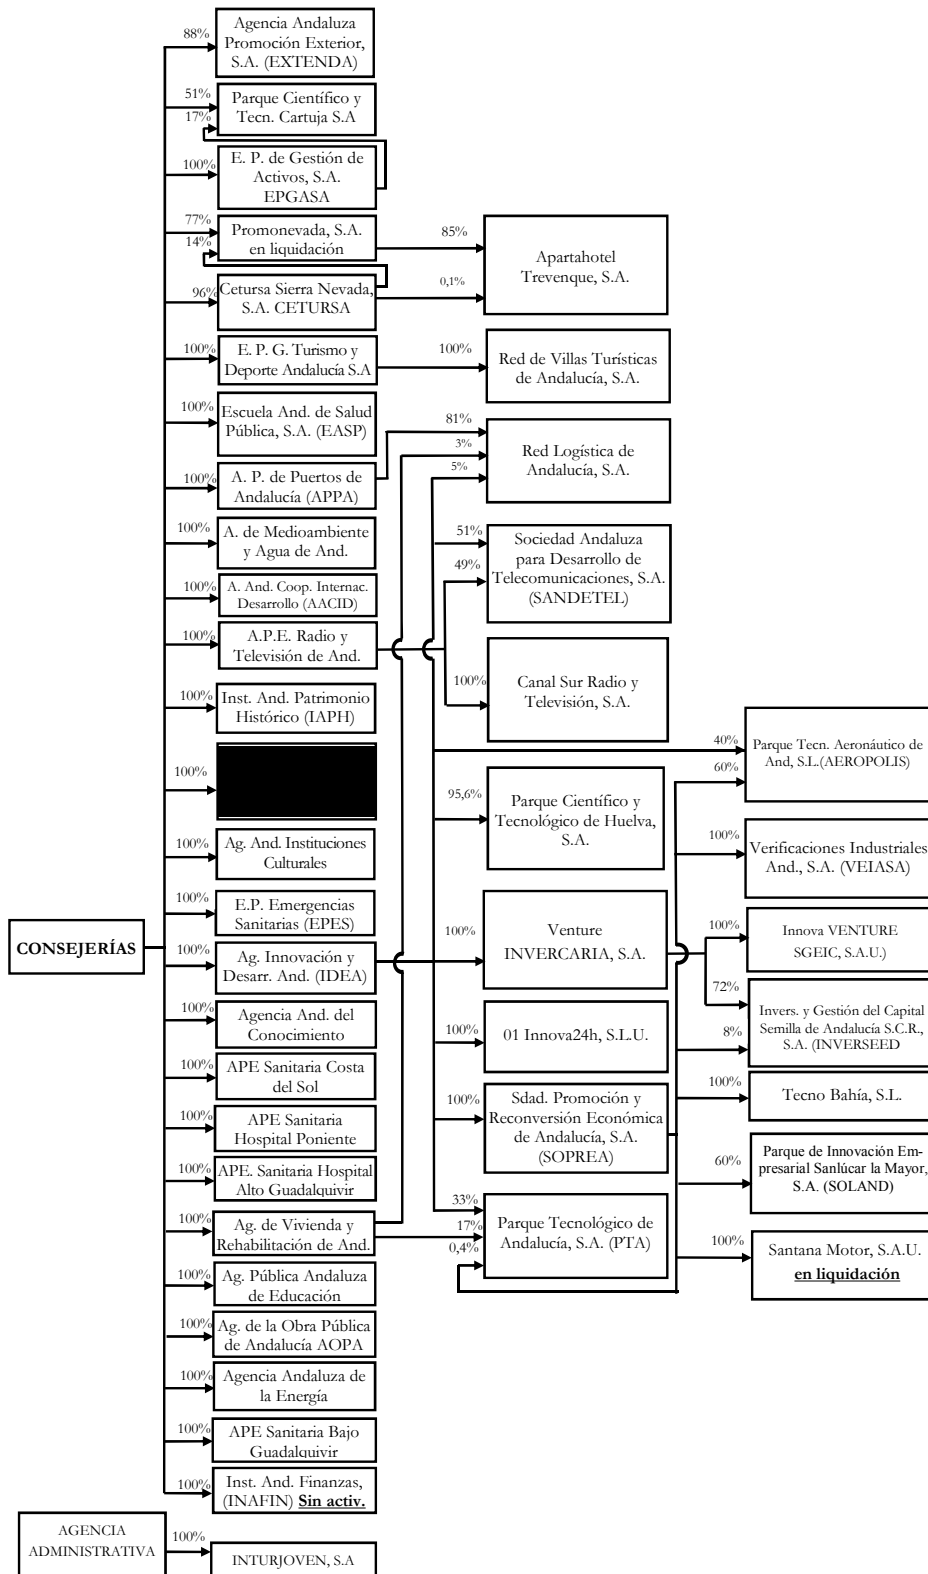 88%
Agencia Andaluza
Promoción Exterior,
S.A. (EXTENDA)
51%
17%
Parque Científico y
Tecn. Cartuja S.A
100%
E. P. de Gestión de
Activos, S.A.
EPGASA
77%
14%
Promonevada, S.A.
en liquidación
85%
Apartahotel
Trevenque, S.A.
96%
Cetursa Sierra Nevada,
S.A. CETURSA
0,1%
100%
E. P. G. Turismo y
Deporte Andalucía S.A
100%
Red de Villas Turísticas
de Andalucía, S.A.
100%
Escuela And. de Salud
Pública, S.A. (EASP)
81%
3%
5%
Red Logística de
Andalucía, S.A.
100%
A. P. de Puertos de
Andalucía (APPA)
100%
A. de Medioambiente
y Agua de And.
51%
49%
Sociedad Andaluza
para Desarrollo de
Telecomunicaciones, S.A.
(SANDETEL)
100%
A. And. Coop. Internac.
Desarrollo (AACID)
100%
A.P.E. Radio y
Televisión de And.
100%
Canal Sur Radio y
Televisión, S.A.
100%
Inst. And. Patrimonio
Histórico (IAPH)
40%
60%
Parque Tecn. Aeronáutico de
And, S.L.(AEROPOLIS)
100%
95,6%
Parque Científico y
Tecnológico de Huelva,
S.A.
100%
Verificaciones Industriales
And., S.A. (VEIASA)
100%
Ag. And. Instituciones
Culturales
100%
E.P. Emergencias
Sanitarias (EPES)
CONSEJERÍAS
100%
Ag. Innovación y
Desarr. And. (IDEA)
100%
Venture
INVERCARIA, S.A.
100%
Innova VENTURE
SGEIC, S.A.U.)
72%
8%
Invers. y Gestión del Capital
Semilla de Andalucía S.C.R.,
S.A. (INVERSEED
100%
Agencia And. del
Conocimiento
100%
01 Innova24h, S.L.U.
100%
APE Sanitaria Costa
del Sol
100%
Sdad. Promoción y
Reconversión Económica
de Andalucía, S.A.
(SOPREA)
100%
Tecno Bahía, S.L.
100%
APE Sanitaria
Hospital Poniente
100%
APE. Sanitaria Hospital
Alto Guadalquivir
60%
Parque de Innovación Em-
presarial Sanlúcar la Mayor,
S.A. (SOLAND)
100%
Ag. de Vivienda y
Rehabilitación de And.
33%
17%
0,4%
Parque Tecnológico de
Andalucía, S.A. (PTA)
100%
Santana Motor, S.A.U.
en liquidación
100%
Ag. Pública Andaluza
de Educación
100%
Ag. de la Obra Pública
de Andalucía AOPA
100%
Agencia Andaluza de
la Energía
100%
APE Sanitaria Bajo
Guadalquivir
100%
Inst. And. Finanzas,
(INAFIN) Sin activ.
AGENCIA
ADMINISTRATIVA
100%
INTURJOVEN, S.A